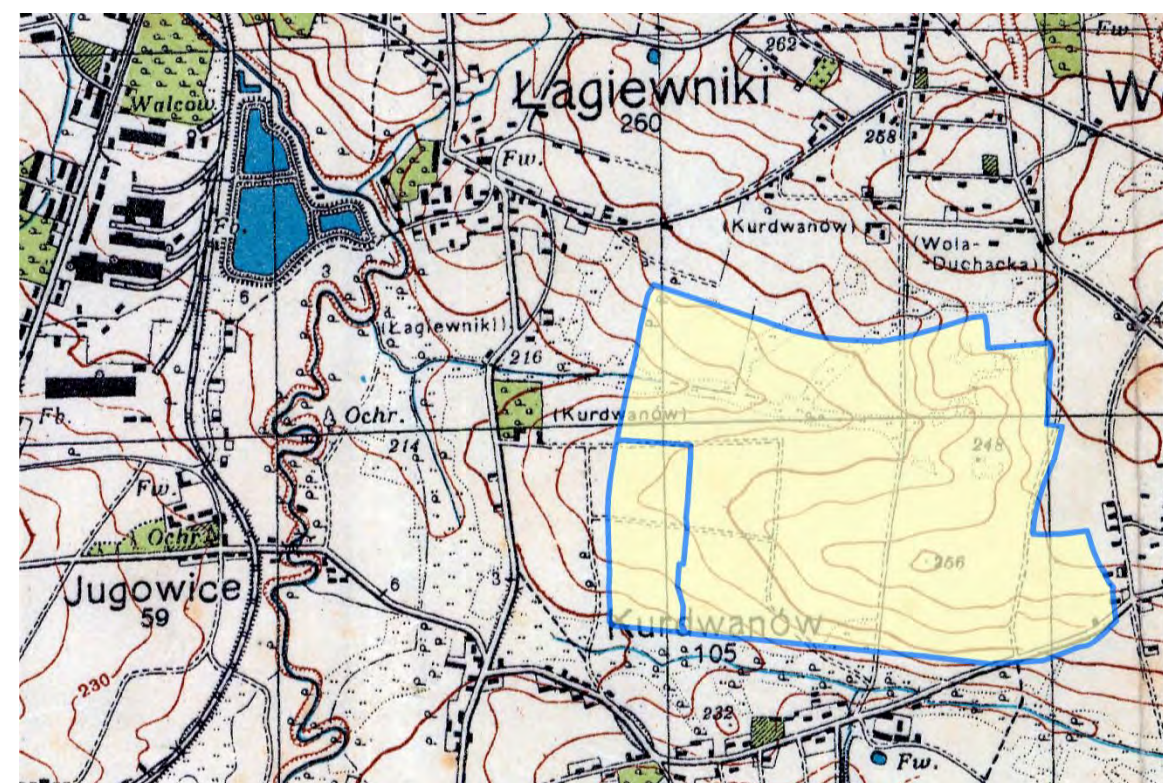 Fw.
262
Łagiewniki
260
W
Walcow.
258
Fw.
(Kurdwanów)
(Wola-
Duchacka)
3
6
(Łagiewniki)
216
(Kurdwanów)
Ochr.
Fb.
214
248
Fw.
Ochr.
256
Jugowice
59
6
3
Kurdwanów
105
230
232
Fw.